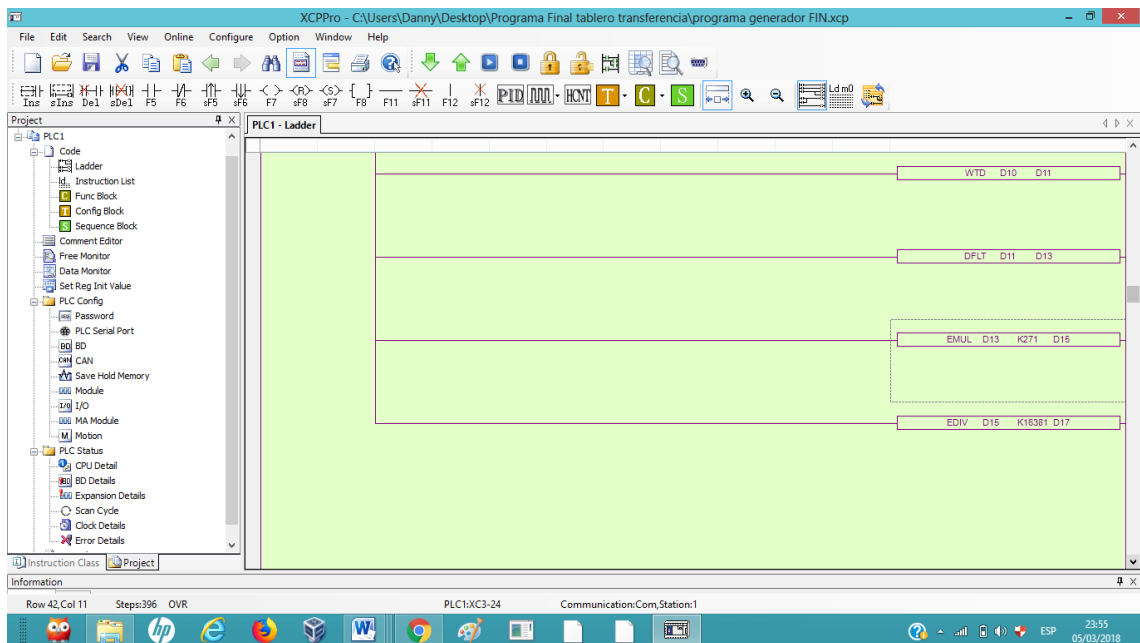 XCPPro - C:\Users\Danny\Desktop\Programa Final tablero transferencia\programa generador FIN.xcp
File Edit Search View Online Configure Option Window Help
Ins sIns Del sDel F5 F6 sF5 sF6 F7 sF8 sF7 F8 F11 sF11 F12 sF12 PID HCNT T C S Ld m0
Project
PLC1 - Ladder
PLC1
Code
Ladder
Instruction List
Func Block
Config Block
Sequence Block
Comment Editor
Free Monitor
Data Monitor
Set Reg Init Value
PLC Config
Password
PLC Serial Port
BD BD
CAN CAN
Save Hold Memory
Module
I/O I/O
MA Module
M Motion
PLC Status
CPU Detail
BD Details
Expansion Details
Scan Cycle
Clock Details
Error Details
WTD D10 D11
DFLT D11 D13
EMUL D13 K271 D15
EDIV D15 K16381 D17
Instruction Class Project
Information
Row 42,Col 11 Steps:396 OVR PLC1:XC3-24 Communication:Com,Station:1
ESP 23:55
05/03/2018